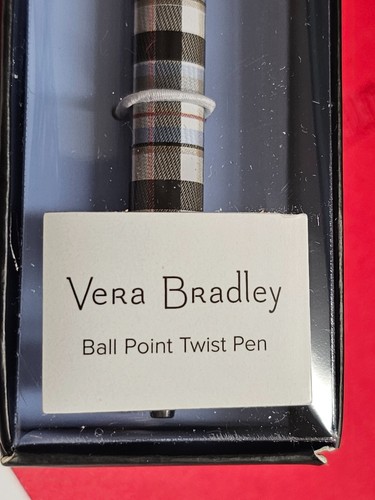 Vera Bradley
Ball Point Twist Pen